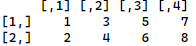 [,1] [,2] [,3] [,4]
[1,]    1    3    5    7
[2,]    2    4    6    8